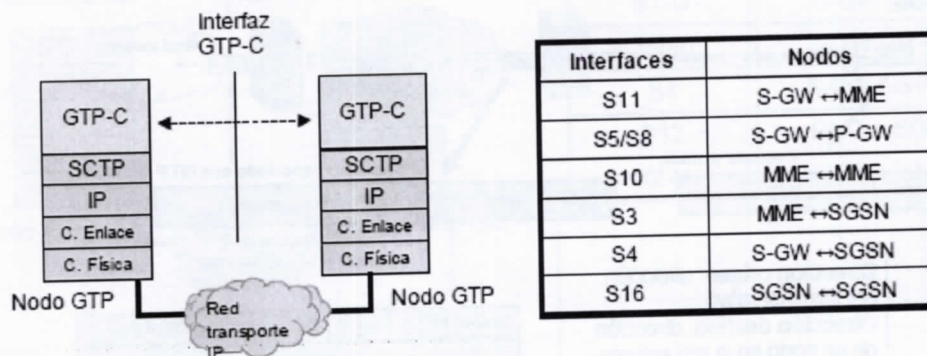 Interfaz
GTP-C
GTP-C
SCTP
IP
C. Enlace
C. Física
Nodo GTP
GTP-C
SCTP
IP
C. Enlace
C. Física
Nodo GTP
Red
transporte
IP
Interfaces Nodos
S11 S-GW ↔MME
S5/S8 S-GW ↔P-GW
S10 MME ↔MME
S3 MME ↔SGSN
S4 S-GW ↔SGSN
S16 SGSN ↔SGSN